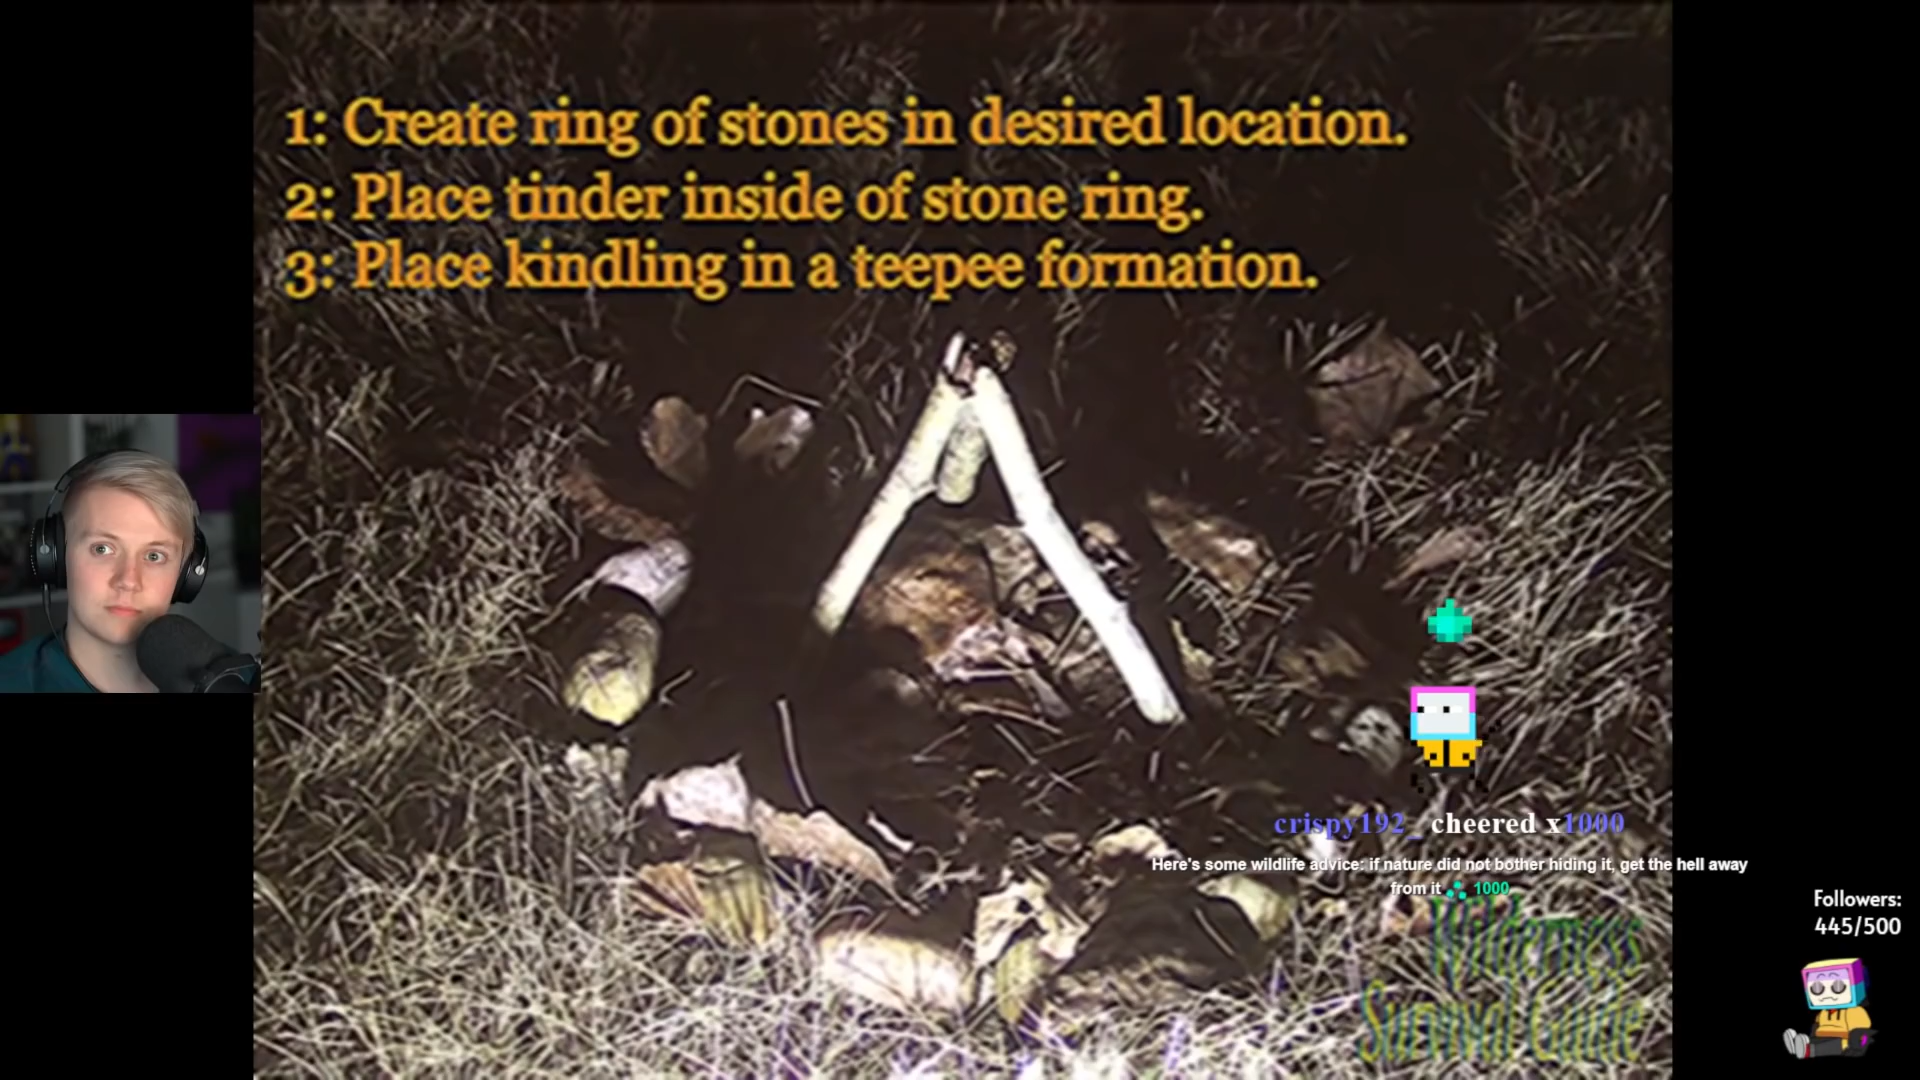 1: Create ring of stones in desired location.
2: Place tinder inside of stone ring.
3: Place kindling in a teepee formation.
crispy192_ cheered x1000
Here's some wildlife advice: if nature did not bother hiding it, get the hell away
from it 1000
Wilderness
Survival Guide
Followers:
445/500